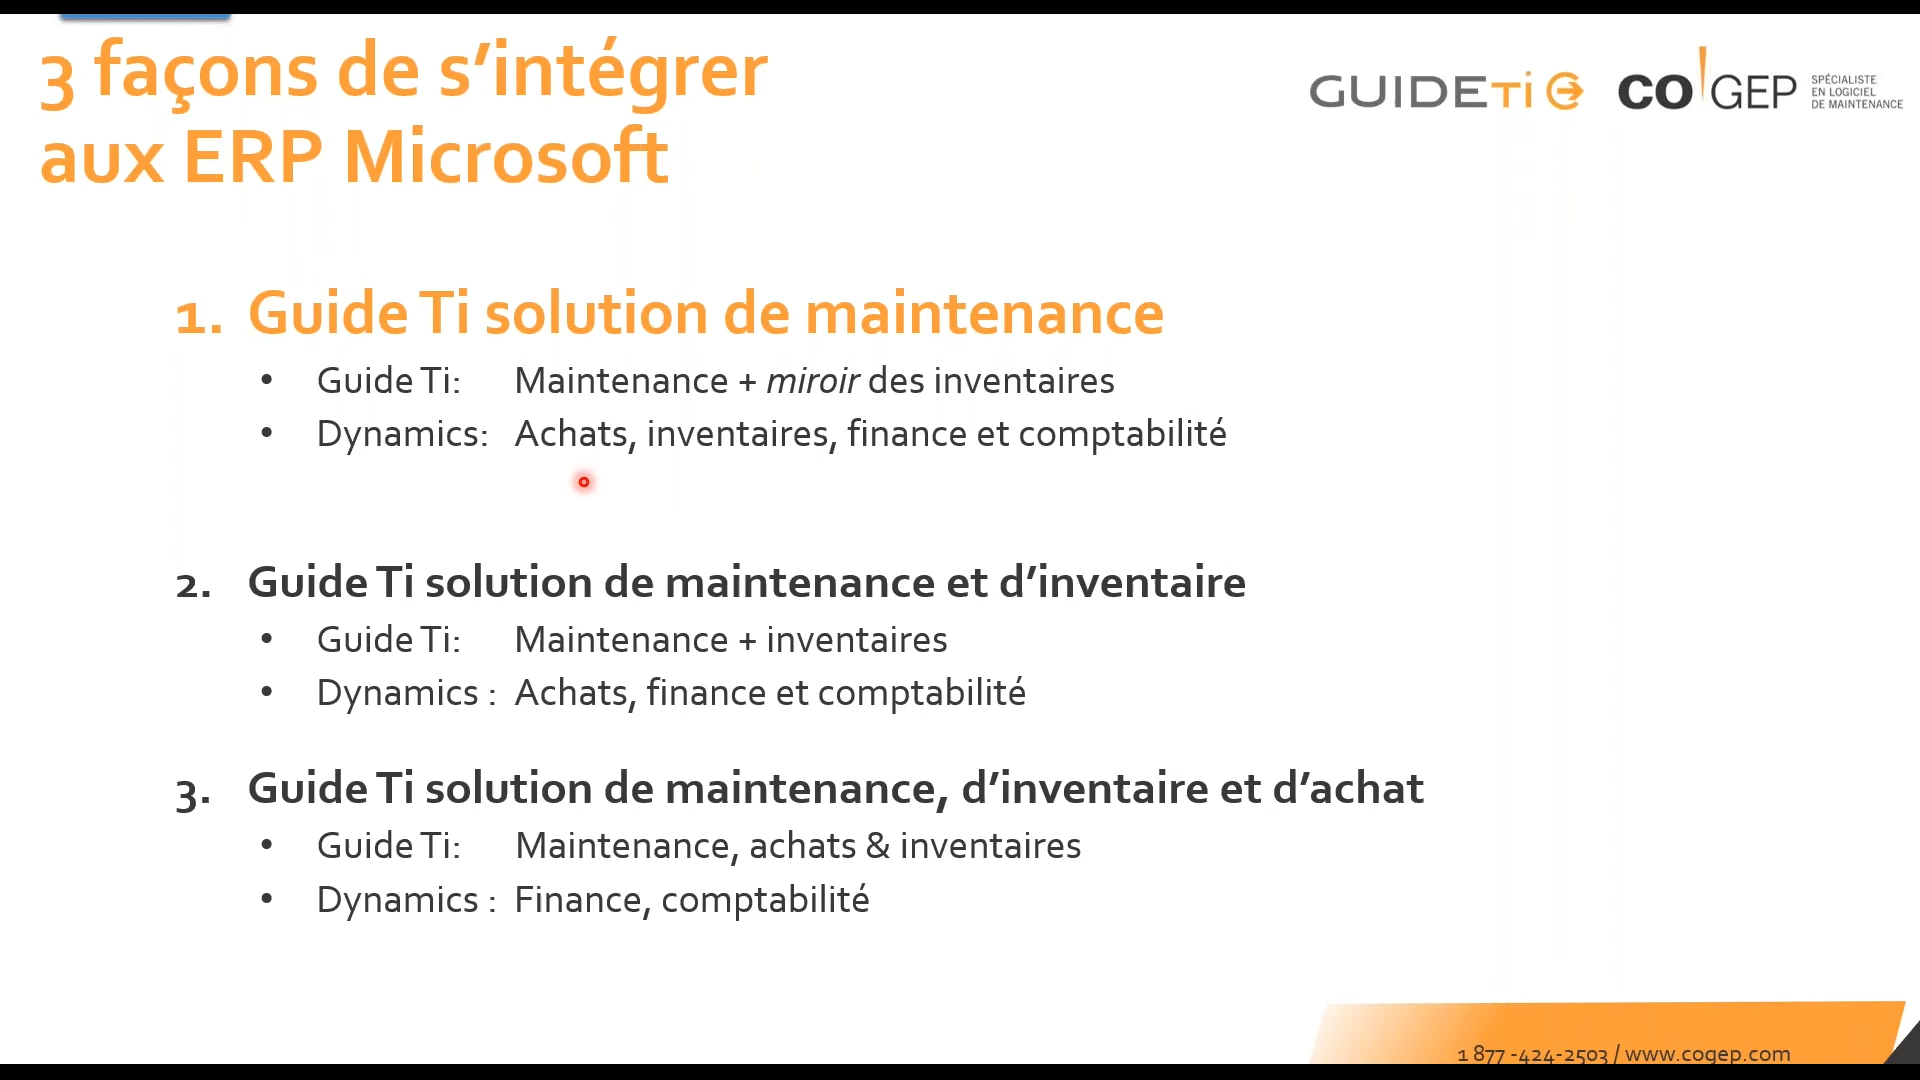 3 façons de s’intégrer
aux ERP Microsoft
GUIDETi
CO GEP
SPÉCIALISTE
EN LOGICIEL
DE MAINTENANCE
1. Guide Ti solution de maintenance
• Guide Ti: Maintenance + miroir des inventaires
• Dynamics: Achats, inventaires, finance et comptabilité
2. Guide Ti solution de maintenance et d’inventaire
• Guide Ti: Maintenance + inventaires
• Dynamics : Achats, finance et comptabilité
3. Guide Ti solution de maintenance, d’inventaire et d’achat
• Guide Ti: Maintenance, achats & inventaires
• Dynamics : Finance, comptabilité
1 877 -424-2503 / www.cogep.com